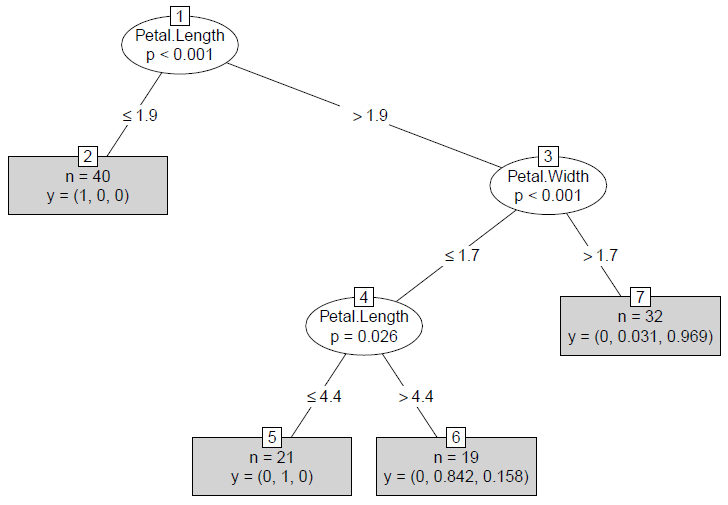 1
Petal.Length
p < 0.001
≤ 1.9
> 1.9
2
n = 40
y = (1, 0, 0)
3
Petal.Width
p < 0.001
≤ 1.7
> 1.7
4
Petal.Length
p = 0.026
7
n = 32
y = (0, 0.031, 0.969)
≤ 4.4
> 4.4
5
n = 21
y = (0, 1, 0)
6
n = 19
y = (0, 0.842, 0.158)